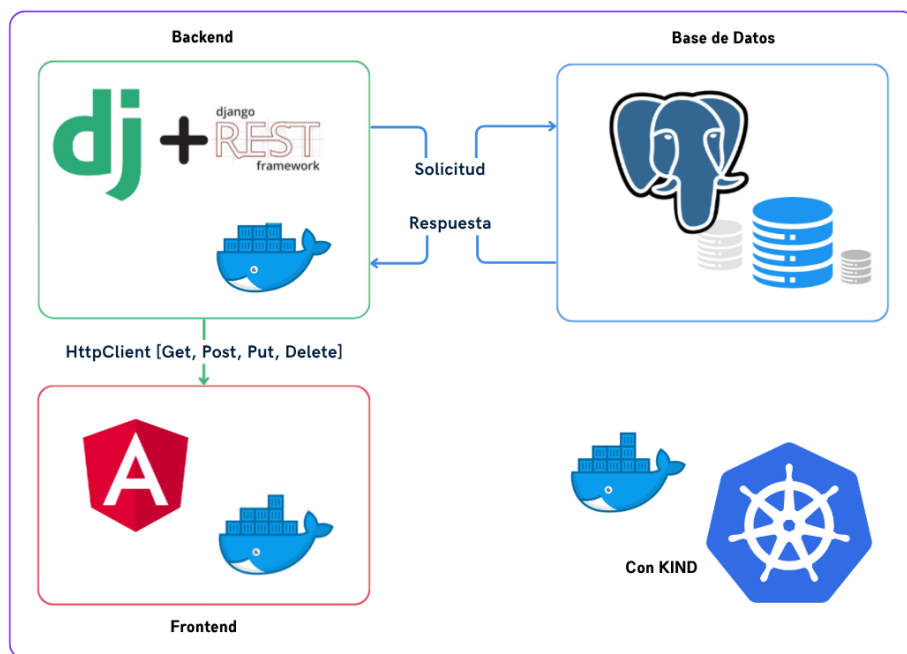 Backend
Base de Datos
dj
+
django
REST
framework
Solicitud
Respuesta
HttpClient [Get, Post, Put, Delete]
A
Con KIND
Frontend